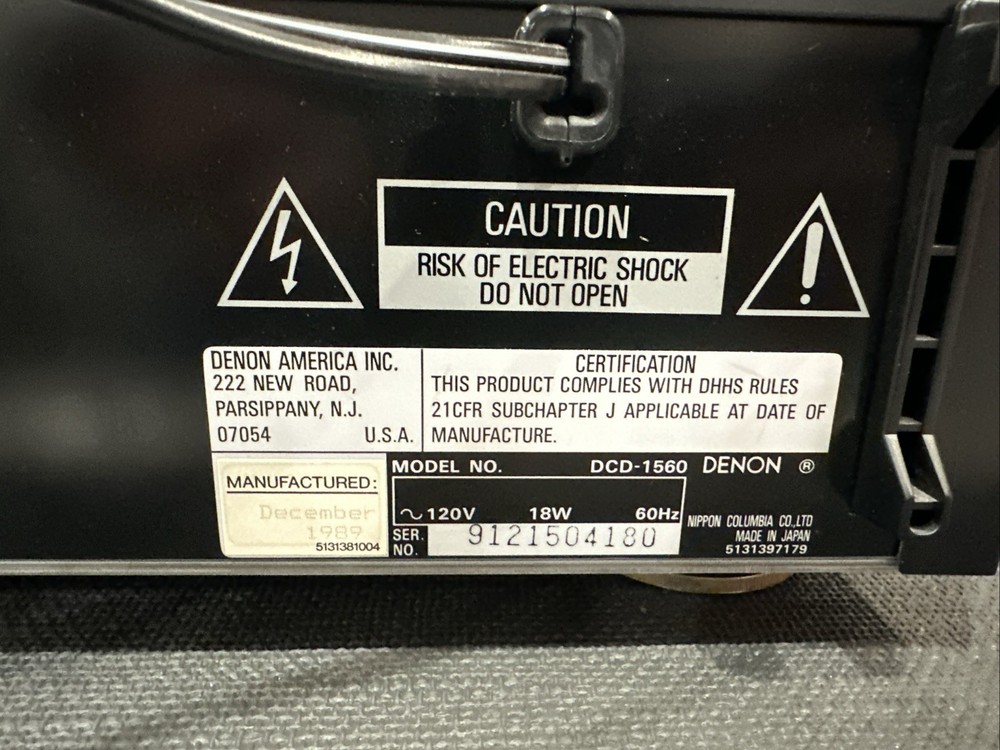 CAUTION
RISK OF ELECTRIC SHOCK
DO NOT OPEN
DENON AMERICA INC.
222 NEW ROAD,
PARSIPPANY, N.J.
07054 U.S.A.
CERTIFICATION
THIS PRODUCT COMPLIES WITH DHHS RULES
21CFR SUBCHAPTER J APPLICABLE AT DATE OF
MANUFACTURE.
MANUFACTURED:
December
1989
5131381004
MODEL NO. DCD-1560 DENON ®
~120V 18W 60Hz
SER. NO. 9121504180
NIPPON COLUMBIA CO.,LTD
MADE IN JAPAN
5131397179